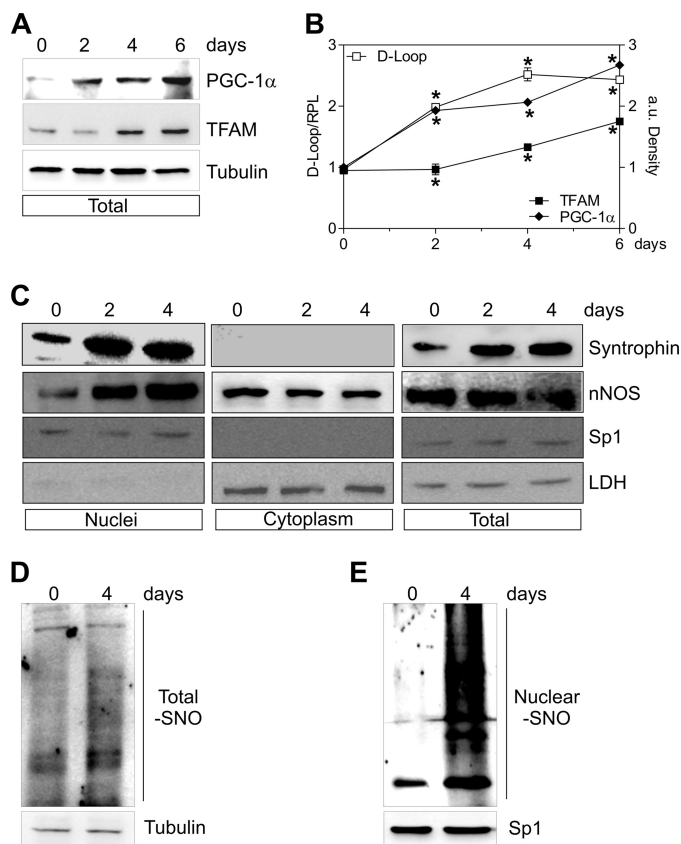 A
0 2 4 6 days
PGC-1α
TFAM
Tubulin
Total
B
3 3
D-Loop
2 2
D-Loop/RPL
a.u. Density
1 1
TFAM
PGC-1α
0 0
0 2 4 6 days
* * * * * * * * *
C
0 2 4 0 2 4 0 2 4 days
Syntrophin
nNOS
Sp1
LDH
Nuclei Cytoplasm Total
D
0 4 days
Total
-SNO
Tubulin
E
0 4 days
Nuclear
-SNO
Sp1